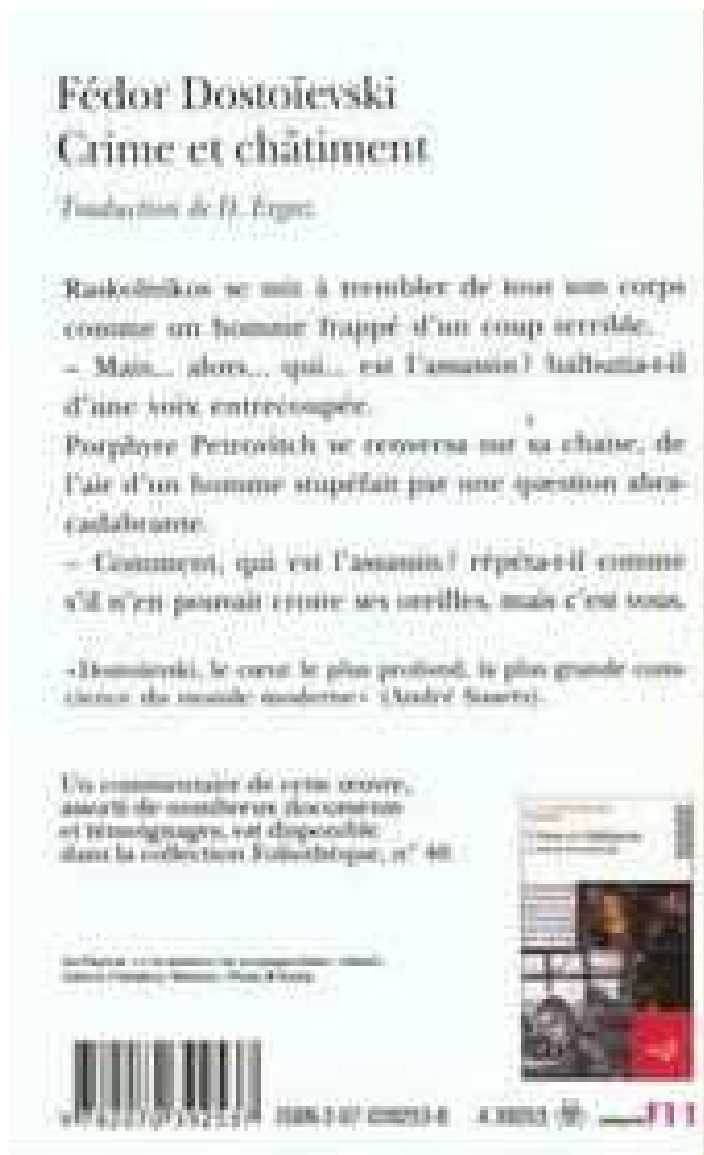 Fédor Dostoïevski
Crime et châtiment
Traduction de D. Ergaz
Raskolnikov se mit à trembler de tout son corps
comme un homme frappé d'un coup terrible.
– Mais... alors... qui... est l'assassin? balbutia-t-il
d'une voix entrecoupée.
Porphyre Petrovitch se renversa sur sa chaise, de
l'air d'un homme stupéfait par une question abra-
cadabrante.
– Comment, qui est l'assassin? répéta-t-il comme
s'il n'en pouvait croire ses oreilles, mais c'est vous.
«Dostoïevski, le cœur le plus profond, la plus grande cons-
cience du monde moderne» (André Suarès).
Un commentaire de cette œuvre,
assorti de nombreux documents
et témoignages, est disponible
dans la collection Foliothèque, n° 40.
ISBN